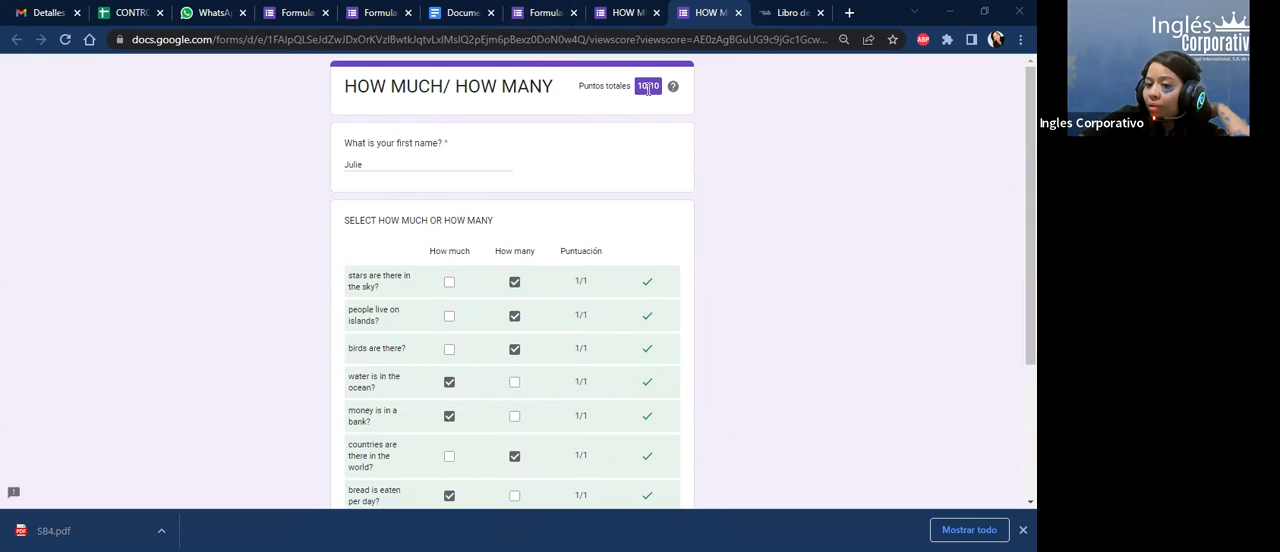 Detalles
CONTRO
WhatsA
Formula
Formula
Docume
Formula
HOW M
HOW M
Libro de
HOW MUCH/ HOW MANY
Puntos totales 10/10
What is your first name? *
Julie
SELECT HOW MUCH OR HOW MANY
How much How many Puntuación
stars are there in
the sky?
1/1
people live on
islands?
1/1
birds are there?
1/1
water is in the
ocean?
1/1
money is in a
bank?
1/1
countries are
there in the
world?
1/1
bread is eaten
per day?
1/1
SB4.pdf
Mostrar todo
Inglés
Corporativo
Ingles Corporativo
ABP